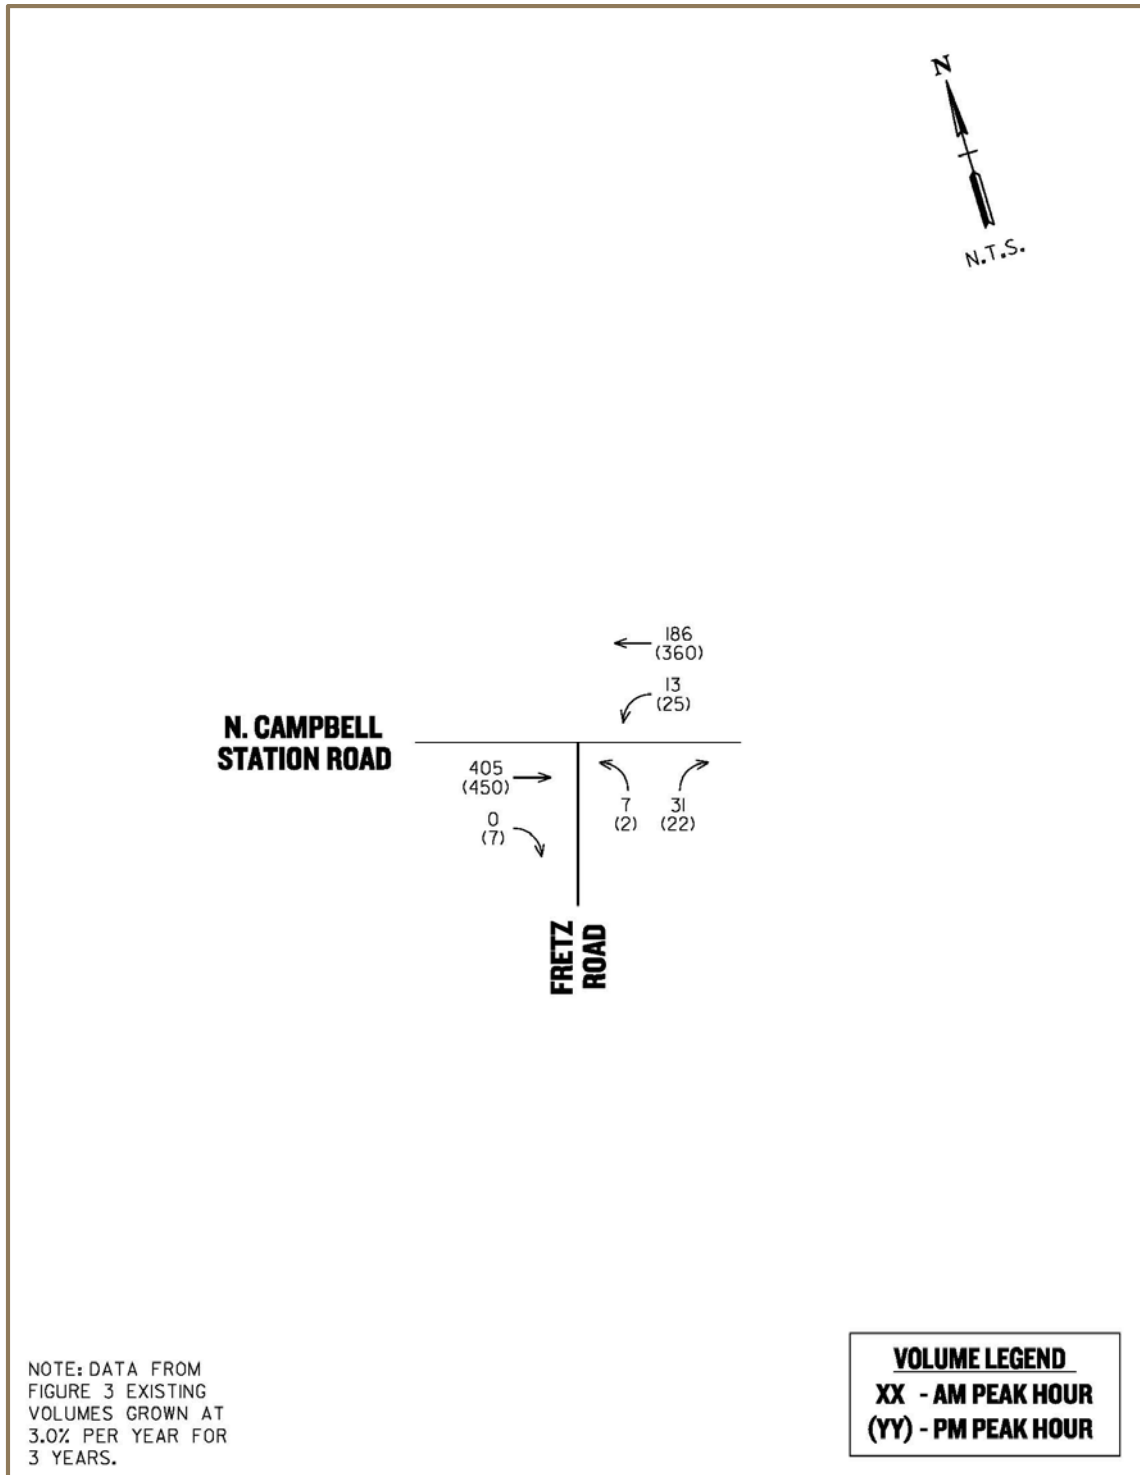 N
N.T.S.
186
(360)
13
(25)
N. CAMPBELL
STATION ROAD
405
(450)
0
(7)
7
(2)
31
(22)
FRETZ
ROAD
NOTE: DATA FROM
FIGURE 3 EXISTING
VOLUMES GROWN AT
3.0% PER YEAR FOR
3 YEARS.
VOLUME LEGEND
XX - AM PEAK HOUR
(YY) - PM PEAK HOUR